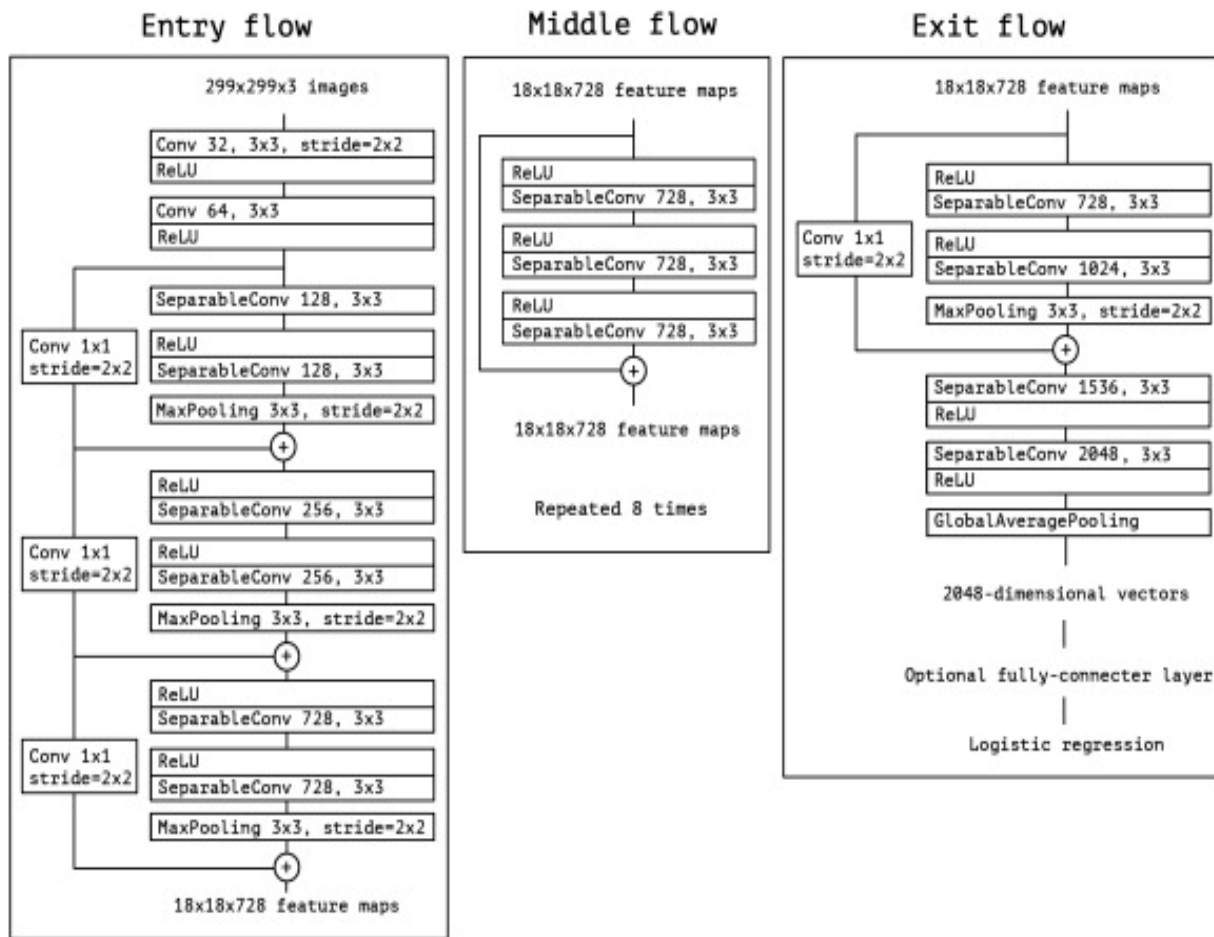 Entry flow
299x299x3 images
Conv 32, 3x3, stride=2x2
ReLU
Conv 64, 3x3
ReLU
SeparableConv 128, 3x3
Conv 1x1
stride=2x2
ReLU
SeparableConv 128, 3x3
MaxPooling 3x3, stride=2x2
+
ReLU
SeparableConv 256, 3x3
Conv 1x1
stride=2x2
ReLU
SeparableConv 256, 3x3
MaxPooling 3x3, stride=2x2
+
ReLU
SeparableConv 728, 3x3
Conv 1x1
stride=2x2
ReLU
SeparableConv 728, 3x3
MaxPooling 3x3, stride=2x2
+
18x18x728 feature maps
Middle flow
18x18x728 feature maps
ReLU
SeparableConv 728, 3x3
ReLU
SeparableConv 728, 3x3
ReLU
SeparableConv 728, 3x3
+
18x18x728 feature maps
Repeated 8 times
Exit flow
18x18x728 feature maps
ReLU
SeparableConv 728, 3x3
Conv 1x1
stride=2x2
ReLU
SeparableConv 1024, 3x3
MaxPooling 3x3, stride=2x2
+
SeparableConv 1536, 3x3
ReLU
SeparableConv 2048, 3x3
ReLU
GlobalAveragePooling
2048-dimensional vectors
Optional fully-connecter layer
Logistic regression